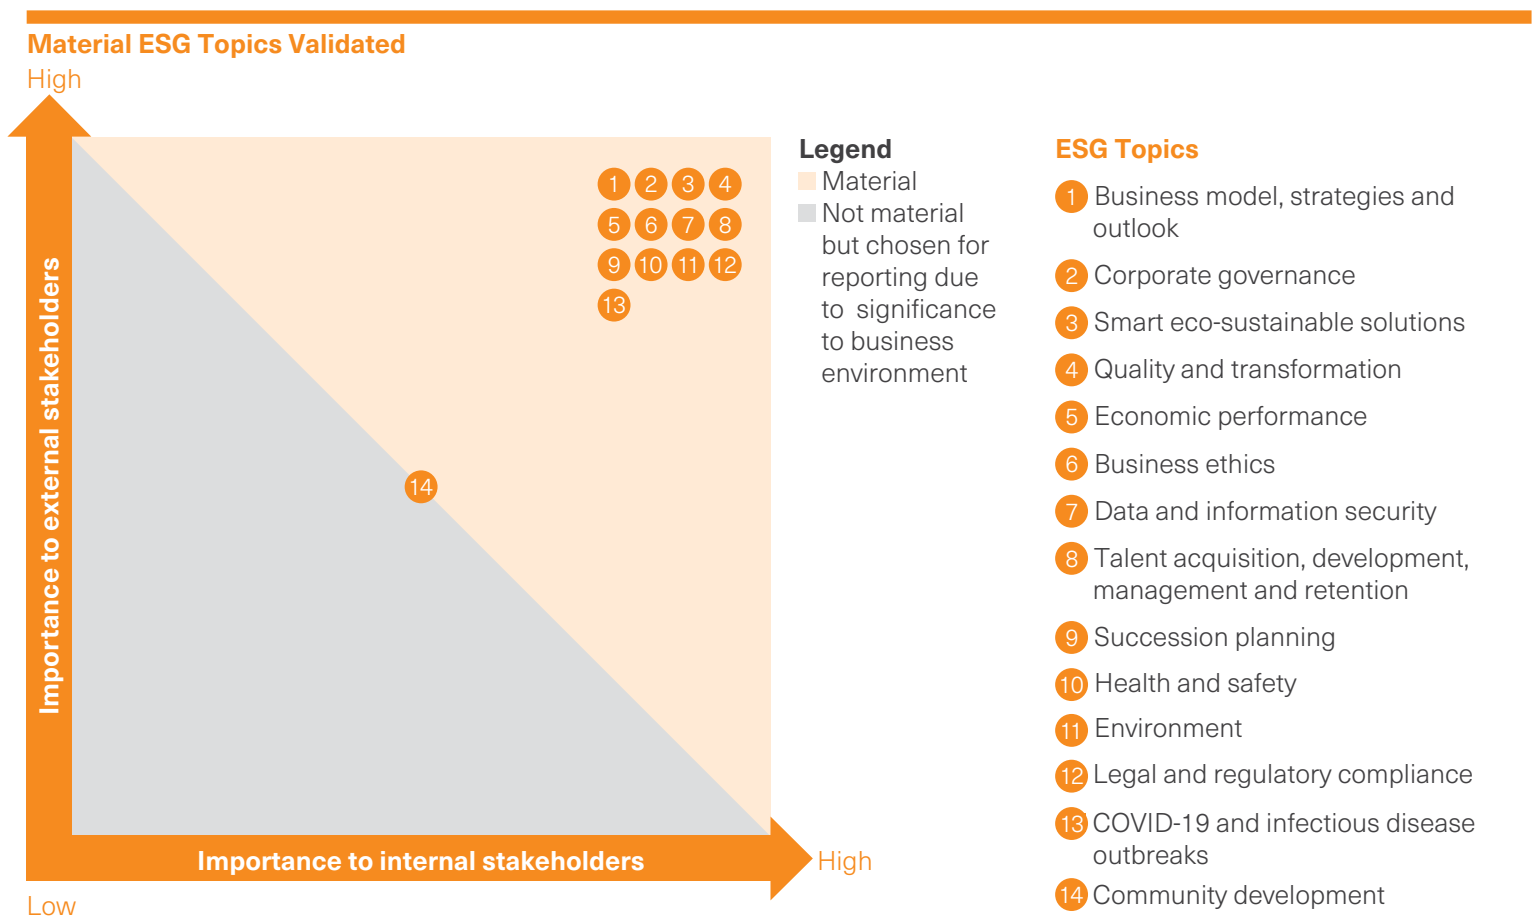 Material ESG Topics Validated
High
Importance to external stakeholders
1 2 3 4
5 6 7 8
9 10 11 12
13
14
Importance to internal stakeholders
High
Low
Legend
Material
Not material
but chosen for
reporting due
to significance
to business
environment
ESG Topics
1 Business model, strategies and
outlook
2 Corporate governance
3 Smart eco-sustainable solutions
4 Quality and transformation
5 Economic performance
6 Business ethics
7 Data and information security
8 Talent acquisition, development,
management and retention
9 Succession planning
10 Health and safety
11 Environment
12 Legal and regulatory compliance
13 COVID-19 and infectious disease
outbreaks
14 Community development